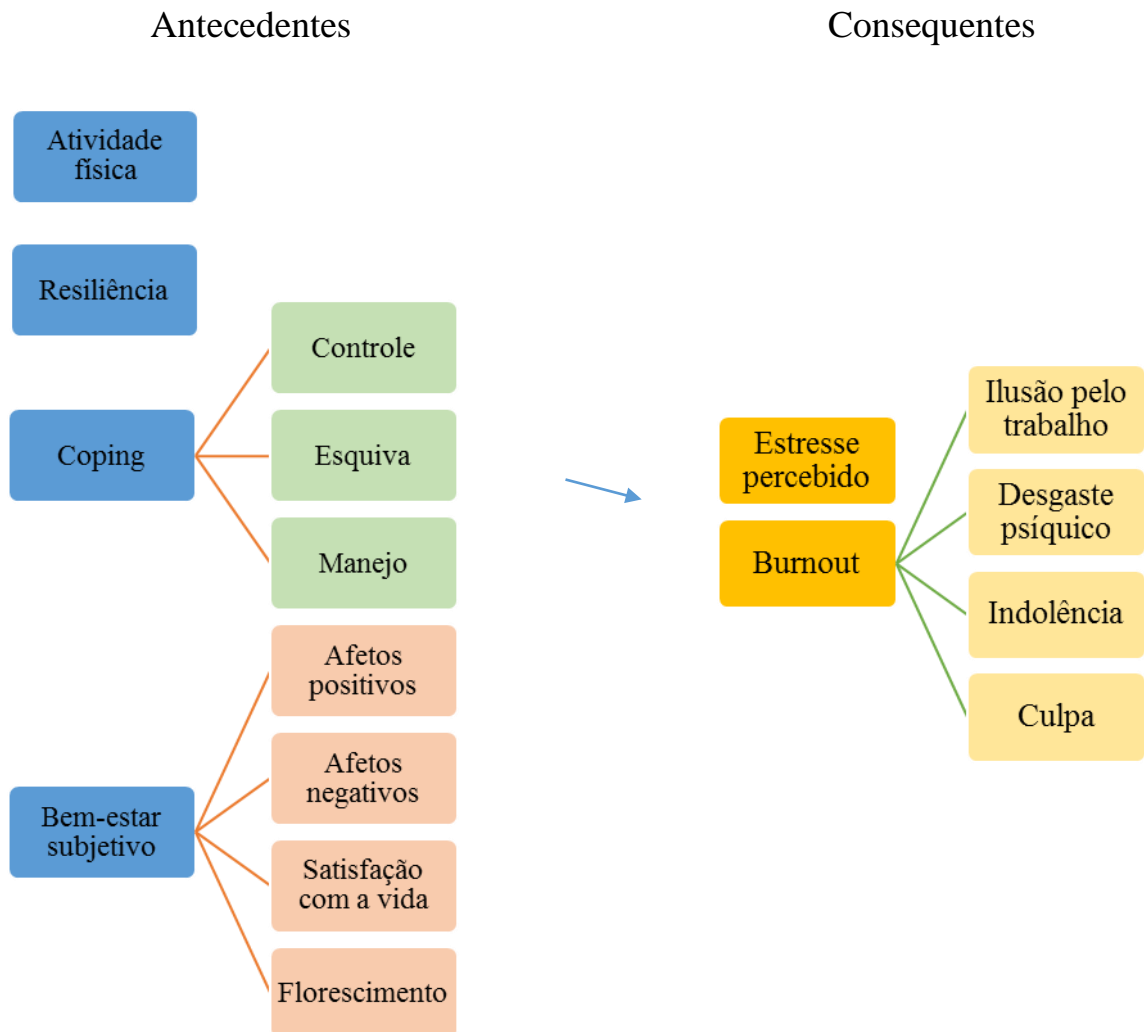 Antecedentes
Consequentes
Atividade
física
Resiliência
Coping
Controle
Esquiva
Manejo
Bem-estar
subjetivo
Afetos
positivos
Afetos
negativos
Satisfação
com a vida
Florescimento
Estresse
percebido
Burnout
Ilusão pelo
trabalho
Desgaste
psíquico
Indolência
Culpa